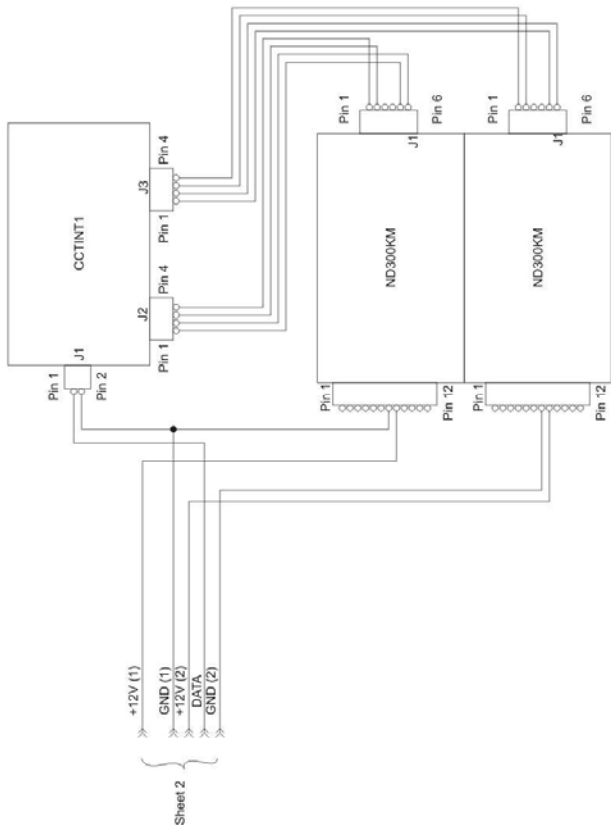 CCTINT1
J1
Pin 1
Pin 2
J2
Pin 1
Pin 4
J3
Pin 1
Pin 4
ND300KM
J1
Pin 1
Pin 6
Pin 1
Pin 12
ND300KM
J1
Pin 1
Pin 6
Pin 1
Pin 12
+12V (1)
GND (1)
+12V (2)
DATA
GND (2)
Sheet 2